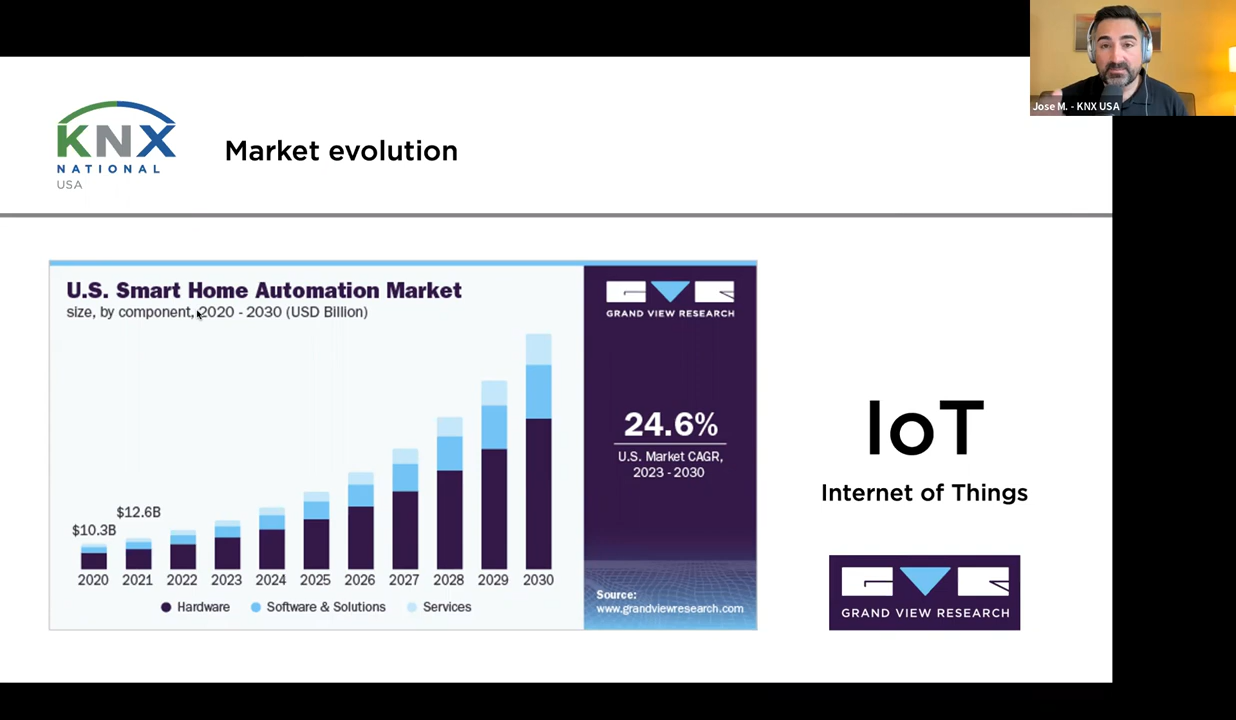 Jose M. - KNX USA
KNX
NATIONAL
USA
Market evolution
U.S. Smart Home Automation Market
size, by component, 2020 - 2030 (USD Billion)
$10.3B
$12.6B
2020 2021 2022 2023 2024 2025 2026 2027 2028 2029 2030
Hardware Software & Solutions Services
GVR
GRAND VIEW RESEARCH
24.6%
U.S. Market CAGR,
2023 - 2030
Source:
www.grandviewresearch.com
IoT
Internet of Things
GVR
GRAND VIEW RESEARCH